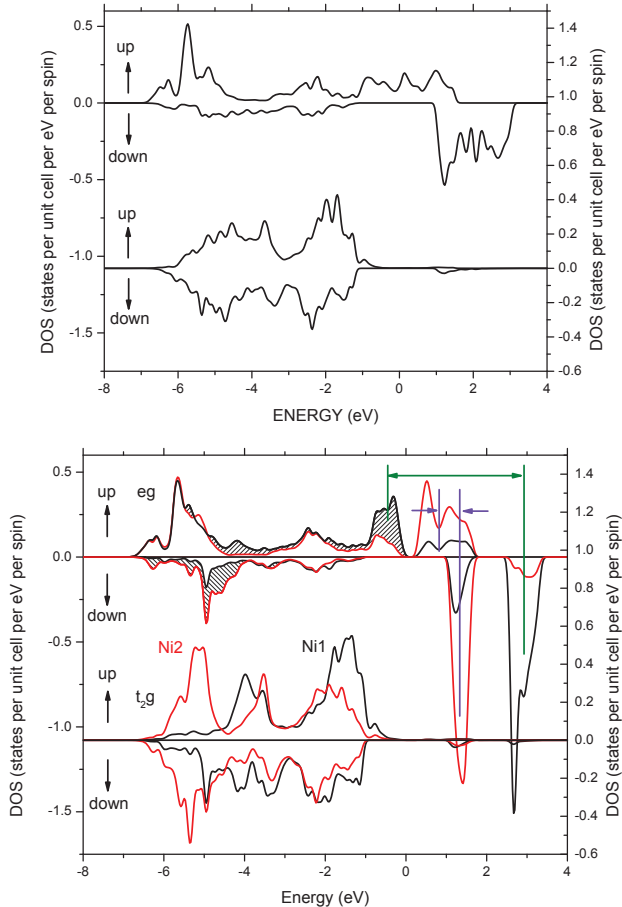 DOS (states per unit cell per eV per spin)
0.5
0.0
-0.5
-1.0
-1.5
up
down
up
down
1.4
1.2
1.0
0.8
0.6
0.4
0.2
0.0
-0.2
-0.4
-0.6
DOS (states per unit cell per eV per spin)
-8 -6 -4 -2 0 2 4
ENERGY (eV)
DOS (states per unit cell per eV per spin)
0.5
0.0
-0.5
-1.0
-1.5
up eg
down
Ni2 Ni1
up
t2g
down
1.4
1.2
1.0
0.8
0.6
0.4
0.2
0.0
-0.2
-0.4
-0.6
DOS (states per unit cell per eV per spin)
-8 -6 -4 -2 0 2 4
Energy (eV)